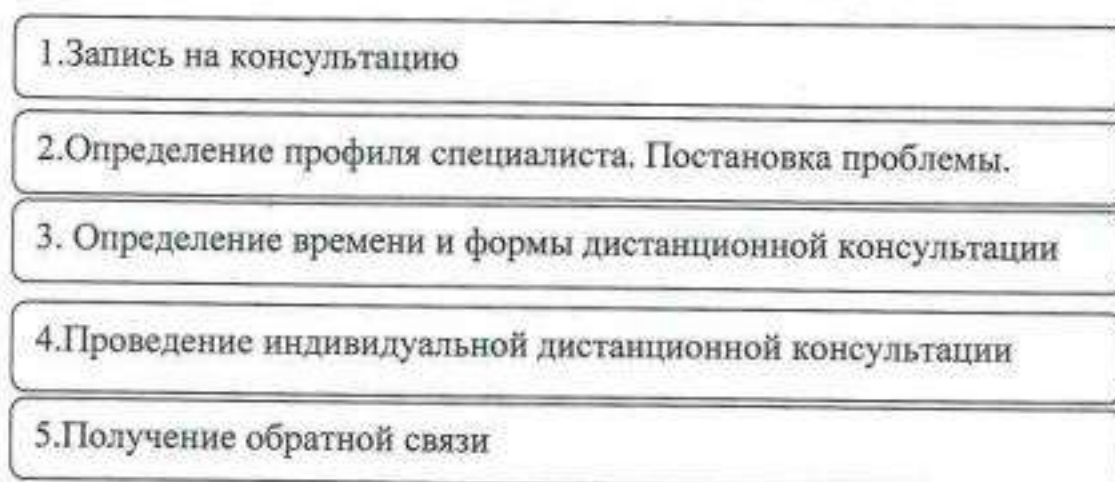 1.Запись на консультацию
2.Определение профиля специалиста. Постановка проблемы.
3. Определение времени и формы дистанционной консультации
4.Проведение индивидуальной дистанционной консультации
5.Получение обратной связи